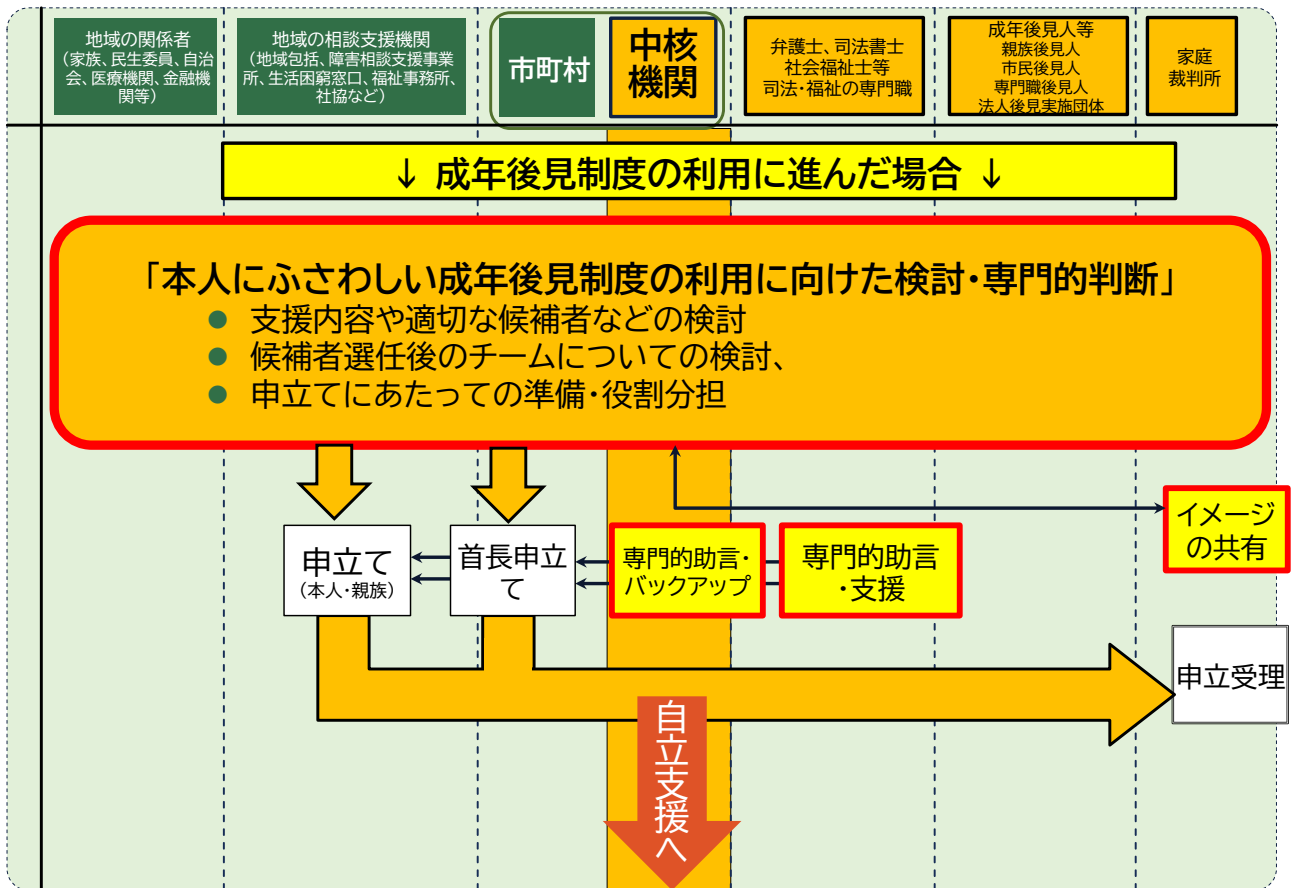 地域の関係者
（家族、民生委員、自治
会、医療機関、金融機
関等）
地域の相談支援機関
（地域包括、障害相談支援事業
所、生活困窮窓口、福祉事務所、
社協など）
市町村
中核
機関
弁護士、司法書士
社会福祉士等
司法・福祉の専門職
成年後見人等
親族後見人
市民後見人
専門職後見人
法人後見実施団体
家庭
裁判所
↓ 成年後見制度の利用に進んだ場合 ↓
「本人にふさわしい成年後見制度の利用に向けた検討・専門的判断」
● 支援内容や適切な候補者などの検討
● 候補者選任後のチームについての検討、
● 申立てにあたっての準備・役割分担
イメージ
の共有
申立て
（本人・親族）
首長申立
て
専門的助言・
バックアップ
専門的助言
・支援
申立受理
自立支援へ